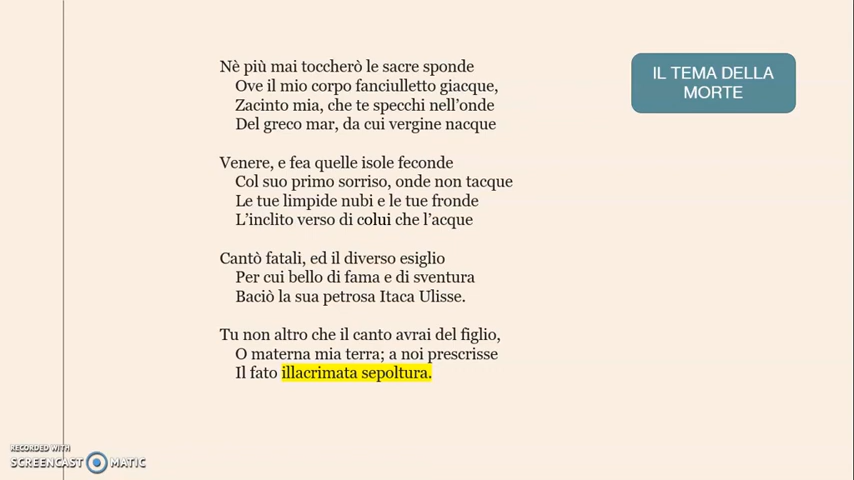 Nè più mai toccherò le sacre sponde
Ove il mio corpo fanciulletto giacque,
Zacinto mia, che te specchi nell'onde
Del greco mar, da cui vergine nacque
Venere, e fea quelle isole feconde
Col suo primo sorriso, onde non tacque
Le tue limpide nubi e le tue fronde
L'inclito verso di colui che l'acque
Cantò fatali, ed il diverso esiglio
Per cui bello di fama e di sventura
Baciò la sua petrosa Itaca Ulisse.
Tu non altro che il canto avrai del figlio,
O materna mia terra; a noi prescrisse
Il fato illacrimata sepoltura.
IL TEMA DELLA
MORTE
RECORDED WITH
SCREENCAST MATIC